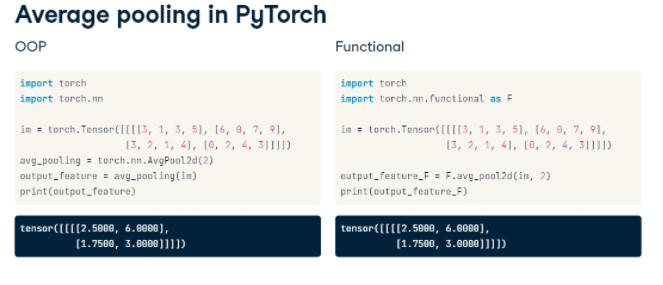 Average pooling in PyTorch
OOP
import torch
import torch.nn
im = torch.Tensor([[[[3, 1, 3, 5], [6, 0, 7, 9],
[3, 2, 1, 4], [0, 2, 4, 3]]]])
avg_pooling = torch.nn.AvgPool2d(2)
output_feature = avg_pooling(im)
print(output_feature)
tensor([[[[2.5000, 6.0000],
[1.7500, 3.0000]]]])
Functional
import torch
import torch.nn.functional as F
im = torch.Tensor([[[[3, 1, 3, 5], [6, 0, 7, 9],
[3, 2, 1, 4], [0, 2, 4, 3]]]])
output_feature_F = F.avg_pool2d(im, 2)
print(output_feature_F)
tensor([[[[2.5000, 6.0000],
[1.7500, 3.0000]]]])